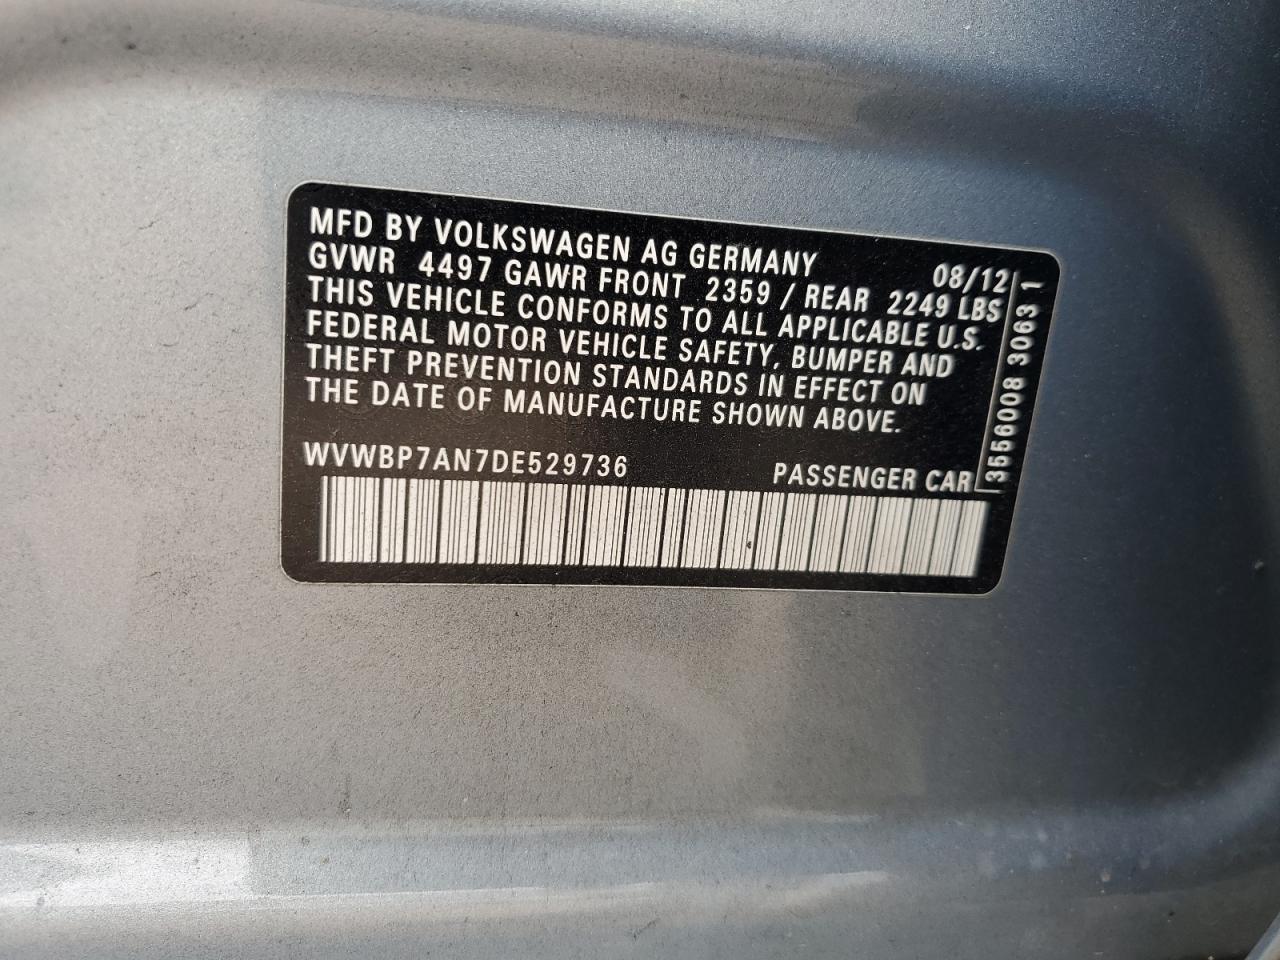 MFD BY VOLKSWAGEN AG GERMANY 08/12
GVWR 4497 GAWR FRONT 2359 / REAR 2249 LBS
THIS VEHICLE CONFORMS TO ALL APPLICABLE U.S.
FEDERAL MOTOR VEHICLE SAFETY, BUMPER AND
THEFT PREVENTION STANDARDS IN EFFECT ON
THE DATE OF MANUFACTURE SHOWN ABOVE.
WVWBP7AN7DE529736 PASSENGER CAR
3556008 3063 1